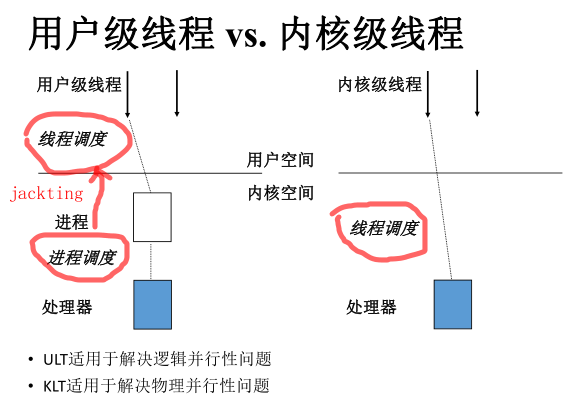 用户级线程 vs. 内核级线程
用户级线程
内核级线程
线程调度
用户空间
jackting
内核空间
进程
线程调度
进程调度
处理器
处理器
• ULT适用于解决逻辑并行性问题
• KLT适用于解决物理并行性问题